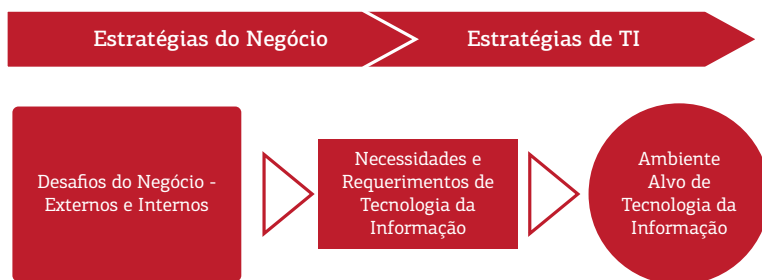 Estratégias do Negócio
Estratégias de TI
Desafios do Negócio -
Externos e Internos
Necessidades e
Requerimentos de
Tecnologia da
Informação
Ambiente
Alvo de
Tecnologia da
Informação